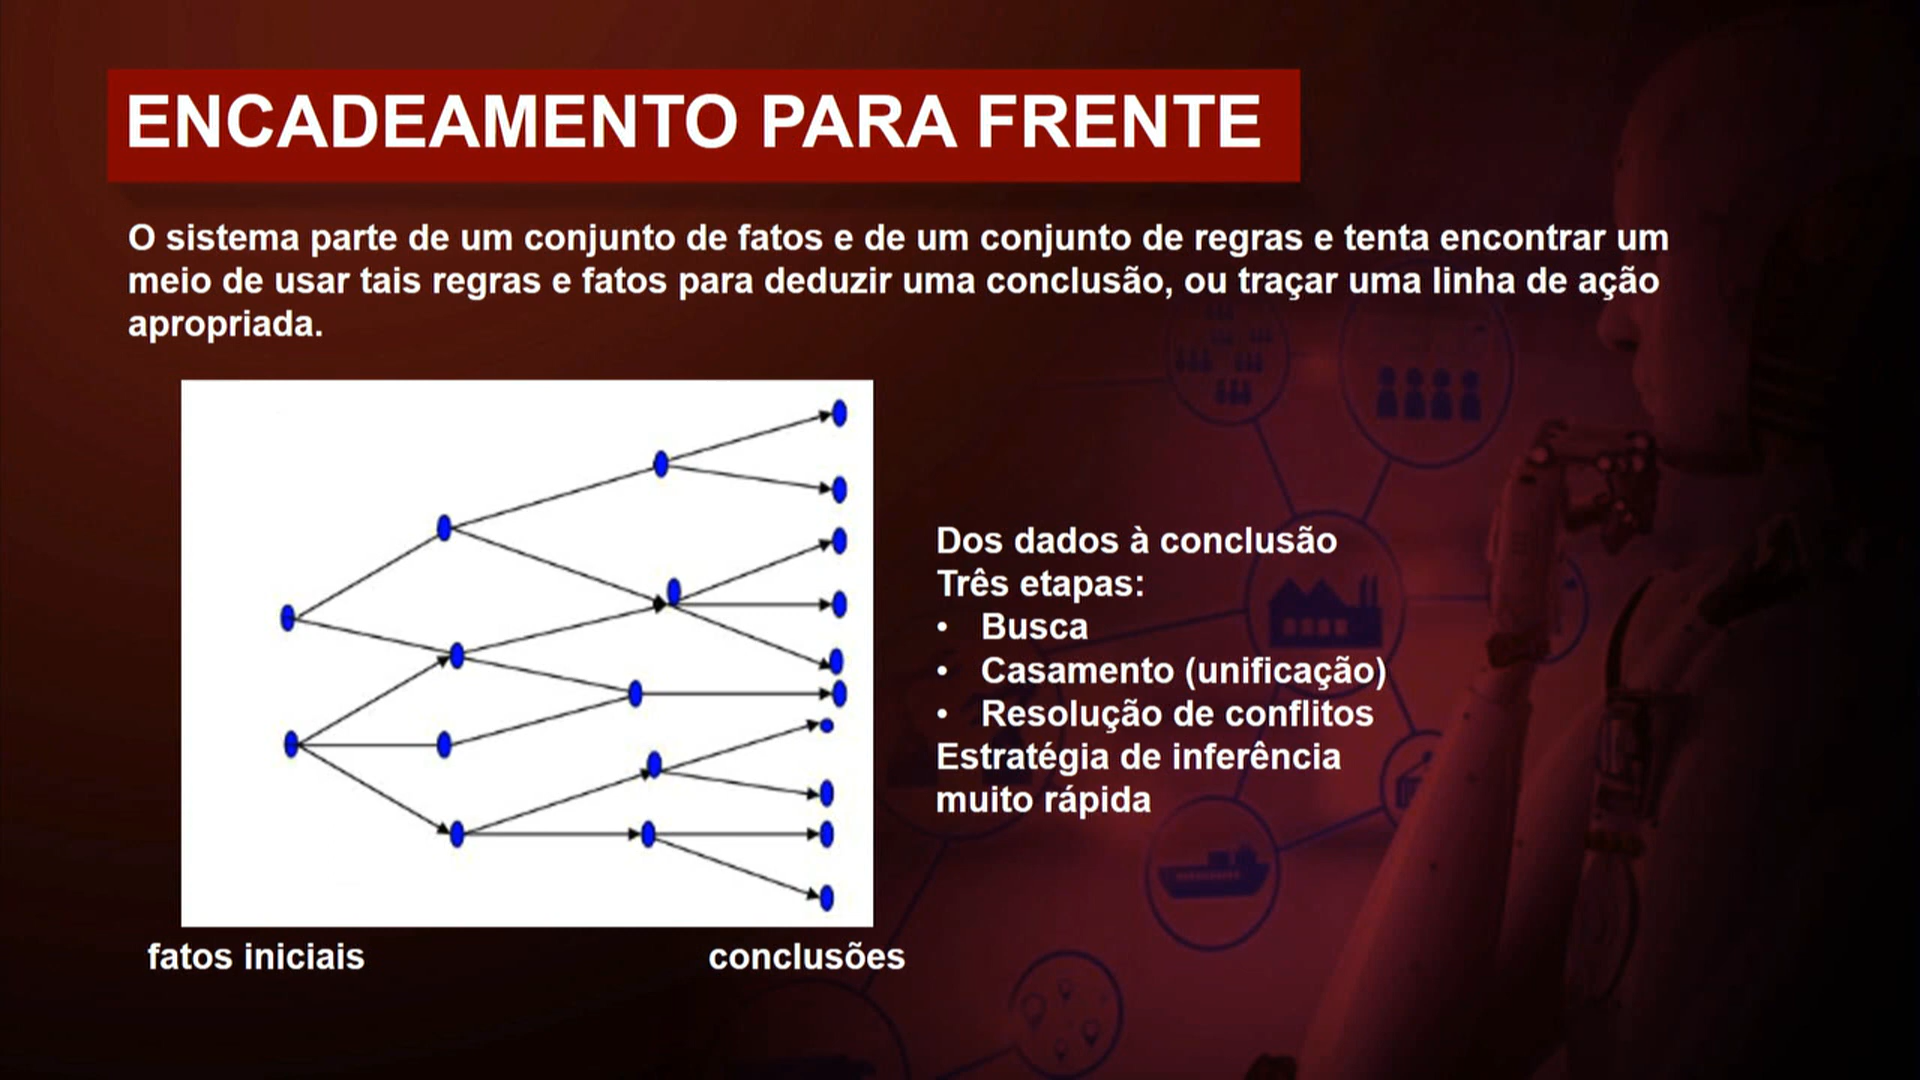 ENCADEAMENTO PARA FRENTE
O sistema parte de um conjunto de fatos e de um conjunto de regras e tenta encontrar um
meio de usar tais regras e fatos para deduzir uma conclusão, ou traçar uma linha de ação
apropriada.
Dos dados à conclusão
Três etapas:
• Busca
• Casamento (unificação)
• Resolução de conflitos
Estratégia de inferência
muito rápida
fatos iniciais
conclusões